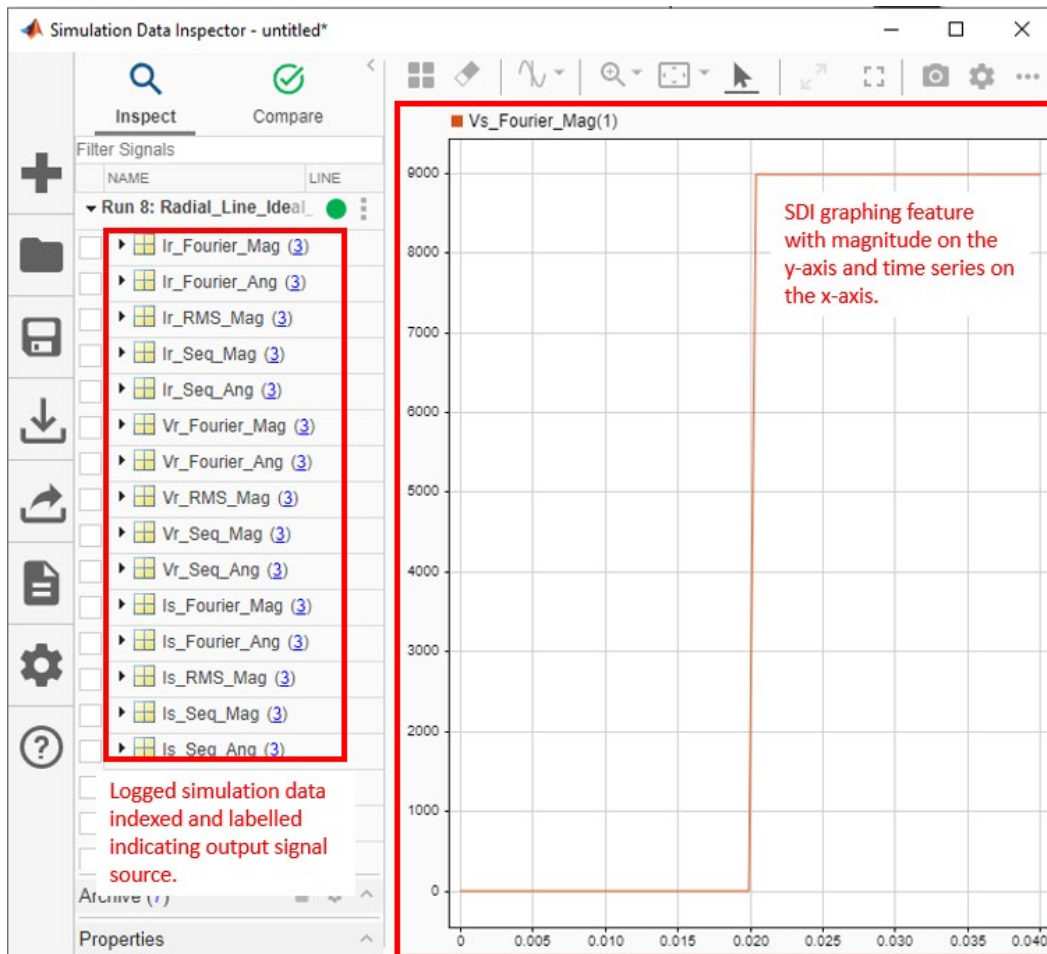 Simulation Data Inspector - untitled*
Inspect
Compare
Filter Signals
NAME
LINE
Run 8: Radial_Line_Ideal_
Ir_Fourier_Mag (3)
Ir_Fourier_Ang (3)
Ir_RMS_Mag (3)
Ir_Seq_Mag (3)
Ir_Seq_Ang (3)
Vr_Fourier_Mag (3)
Vr_Fourier_Ang (3)
Vr_RMS_Mag (3)
Vr_Seq_Mag (3)
Vr_Seq_Ang (3)
Is_Fourier_Mag (3)
Is_Fourier_Ang (3)
Is_RMS_Mag (3)
Is_Seq_Mag (3)
Is_Seq_Ang (3)
Logged simulation data
indexed and labelled
indicating output signal
source.
Archive (7)
Properties
Vs_Fourier_Mag(1)
SDI graphing feature
with magnitude on the
y-axis and time series on
the x-axis.
9000
8000
7000
6000
5000
4000
3000
2000
1000
0
0 0.005 0.010 0.015 0.020 0.025 0.030 0.035 0.040